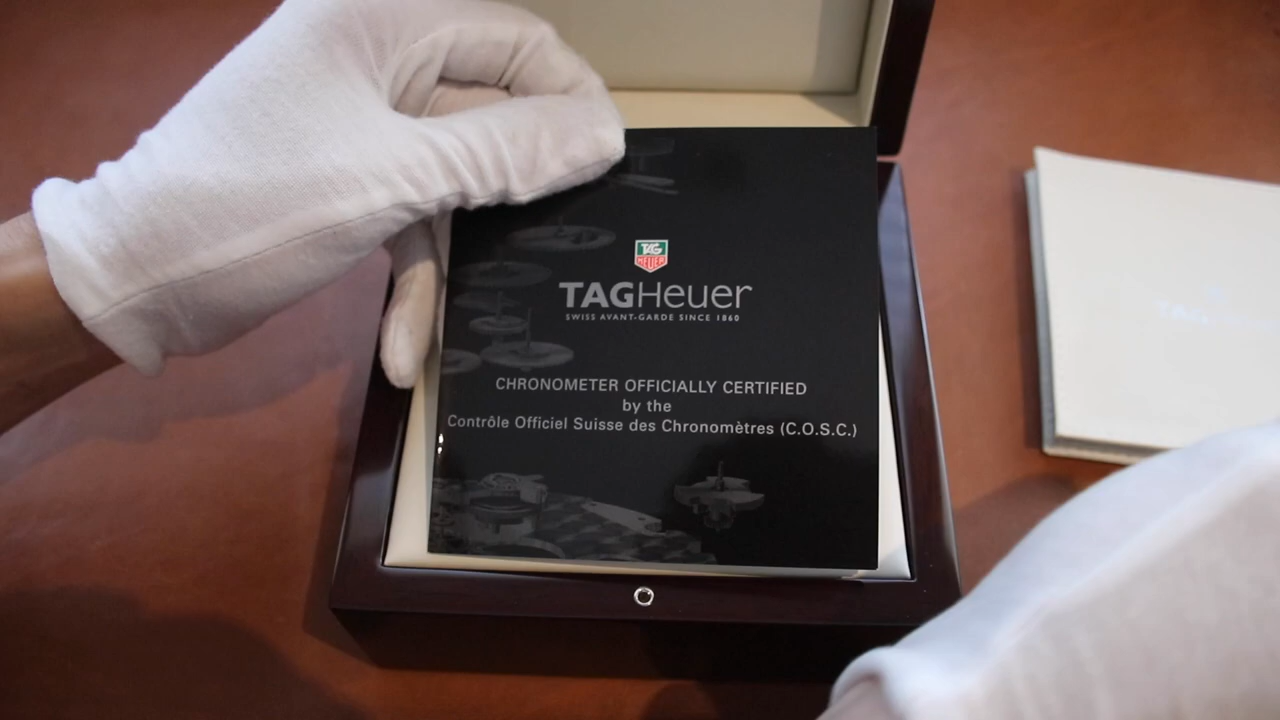 TAG
HEUER
TAGHeuer
SWISS AVANT-GARDE SINCE 1860
CHRONOMETER OFFICIALLY CERTIFIED
by the
Contrôle Officiel Suisse des Chronomètres (C.O.S.C.)